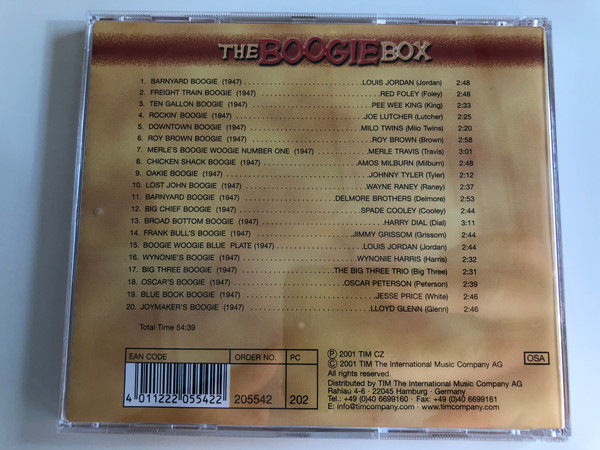 THE BOOGIE BOX
1. BARNYARD BOOGIE (1947) LOUIS JORDAN (Jordan) 2:48
2. FREIGHT TRAIN BOOGIE (1947) RED FOLEY (Foley) 2:48
3. TEN GALLON BOOGIE (1947) PEE WEE KING (King) 2:33
4. ROCKIN' BOOGIE (1947) JOE LUTCHER (Lutcher) 2:25
5. DOWNTOWN BOOGIE (1947) MILO TWINS (Milo Twins) 2:20
6. ROY BROWN BOOGIE (1947) ROY BROWN (Brown) 2:58
7. MERLE'S BOOGIE WOOGIE NUMBER ONE (1947) MERLE TRAVIS (Travis) 3:01
8. CHICKEN SHACK BOOGIE (1947) AMOS MILBURN (Milburn) 2:48
9. OAKIE BOOGIE (1947) JOHNNY TYLER (Tyler) 2:12
10. LOST JOHN BOOGIE (1947) WAYNE RANEY (Raney) 2:37
11. BARNYARD BOOGIE (1947) DELMORE BROTHERS (Delmore) 2:53
12. BIG CHIEF BOOGIE (1947) SPADE COOLEY (Cooley) 2:44
13. BROAD BOTTOM BOOGIE (1947) HARRY DIAL (Dial) 3:11
14. FRANK BULL'S BOOGIE (1947) JIMMY GRISSOM (Grissom) 2:44
15. BOOGIE WOOGIE BLUE PLATE (1947) LOUIS JORDAN (Jordan) 2:44
16. WYNONIE'S BOOGIE (1947) WYNONIE HARRIS (Harris) 2:32
17. BIG THREE BOOGIE (1947) THE BIG THREE TRIO (Big Three) 2:31
18. OSCAR'S BOOGIE (1947) OSCAR PETERSON (Peterson) 2:39
19. BLUE BOOK BOOGIE (1947) JESSE PRICE (White) 2:46
20. JOYMAKER'S BOOGIE (1947) LLOYD GLENN (Glenn) 2:46
Total Time 54:39
EAN CODE ORDER NO. PC
4 011222 055422 205542 202
Ⓟ 2001 TIM CZ
© 2001 TIM The International Music Company AG
All rights reserved.
Distributed by TIM The International Music Company AG
Rahlau 4-6 · 22045 Hamburg · Germany
Tel.: +49 (0)40 6699160 · Fax: +49 (0)40 6699161
E: info@timcompany.com · www.timcompany.com
OSA